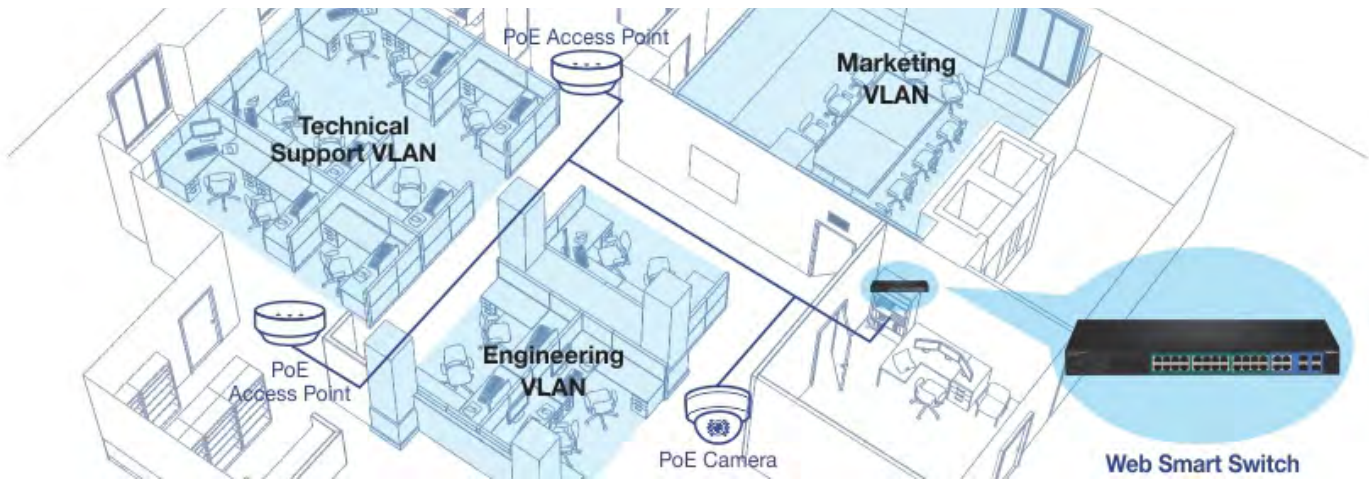 PoE Access Point
Marketing
VLAN
Technical
Support VLAN
PoE
Access Point
Engineering
VLAN
PoE Camera
Web Smart Switch